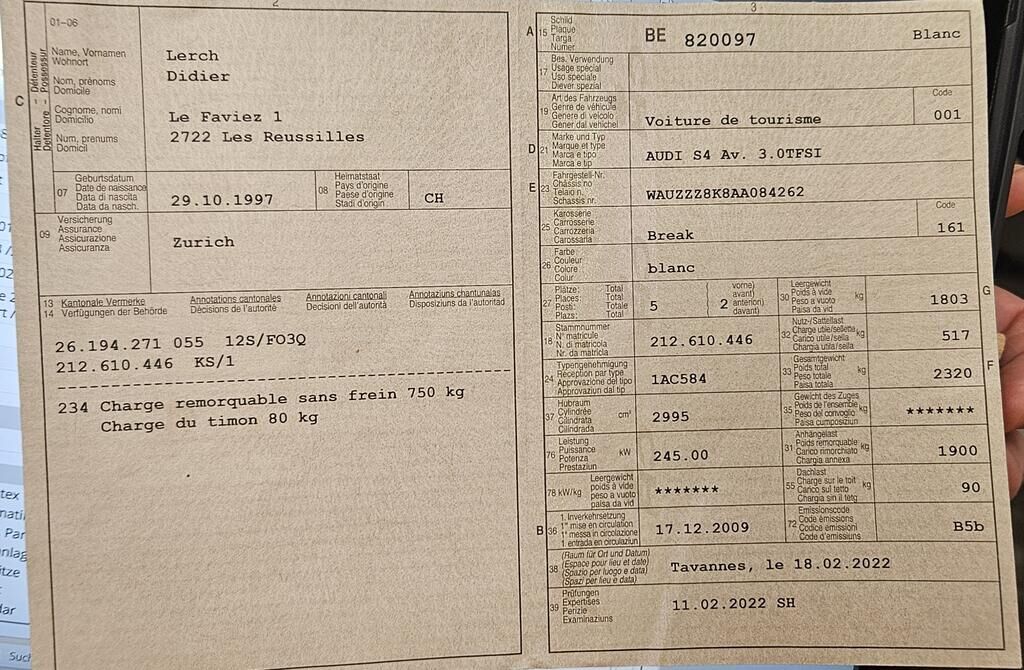 2
01-06
C
Halter - Détenteur
Detentore - Possessur
Name, Vornamen
Wohnort
Nom, prénoms
Domicile
Cognome, nomi
Domicilio
Num, prenums
Domicil
Lerch
Didier
Le Faviez 1
2722 Les Reussilles
07
Geburtsdatum
Date de naissance
Data di nascita
Data da nasch.
29.10.1997
08
Heimatstaat
Pays d'origine
Paese d'origine
Stadi d'origin
CH
09
Versicherung
Assurance
Assicurazione
Assicuranza
Zurich
13 Kantonale Vermerke Annotations cantonales Annotazioni cantonali Annotaziuns chantunalas
14 Verfügungen der Behörde Décisions de l'autorité Decisioni dell'autorità Disposiziuns da l'autoritad
26.194.271 055 12S/FO3Q
212.610.446 KS/1
234 Charge remorquable sans frein 750 kg
Charge du timon 80 kg
3
A
15
Schild
Plaque
Targa
Numer
BE 820097 Blanc
17
Bes. Verwendung
Usage spécial
Uso speciale
Diever spezial
19
Art des Fahrzeugs
Genre de véhicule
Genere di veicolo
Gener dal vehichel
Voiture de tourisme
Code
001
D
21
Marke und Typ
Marque et type
Marca e tipo
Marca e tip
AUDI S4 Av. 3.0TFSI
E
23
Fahrgestell-Nr.
Châssis no
Telaio n.
Schassis nr.
WAUZZZ8K8AA084262
25
Karosserie
Carrosserie
Carrozzeria
Carossaria
Break
Code
161
26
Farbe
Couleur
Colore
Colur
blanc
27
Plätze: Total
Places: Total
Posti: Totale
Plazs: Total
5
2
vorne)
avant)
anteriori)
davant)
30
Leergewicht
Poids à vide
Peso a vuoto
Paisa da vid
kg
1803
G
18
Stammnummer
N° matricule
N. di matricola
Nr. da matricla
212.610.446
32
Nutz-/Sattellast
Charge utile/sellette
Carico utile/sella
Chargia utila/sella
kg
517
24
Typengenehmigung
Réception par type
Approvazione del tipo
Approvaziun dal tip
1AC584
33
Gesamtgewicht
Poids total
Peso totale
Paisa totala
kg
2320
F
37
Hubraum
Cylindrée
Cilindrata
Cilindrada
cm³
2995
35
Gewicht des Zuges
Poids de l'ensemble
Peso del convoglio
Paisa cumposiziun
kg
*******
76
Leistung
Puissance
Potenza
Prestaziun
kW
245.00
31
Anhängelast
Poids remorquable
Carico rimorchiato
Chargia annexa
kg
1900
78 kW/kg
Leergewicht
poids à vide
peso a vuoto
paisa da vid
*******
55
Dachlast
Charge sur le toit
Carico sul tetto
Chargia sin il tetg
kg
90
B
36
1. Inverkehrsetzung
1re mise en circulation
1a messa in circolazione
1. entrada en circulaziun
17.12.2009
72
Emissionscode
Code émissions
Codice emissioni
Code d'emissiuns
B5b
38
(Raum für Ort und Datum)
(Espace pour lieu et date)
(Spazio per luogo e data)
(Spazi per lieu e data)
Tavannes, le 18.02.2022
39
Prüfungen
Expertises
Perizie
Examinaziuns
11.02.2022 SH